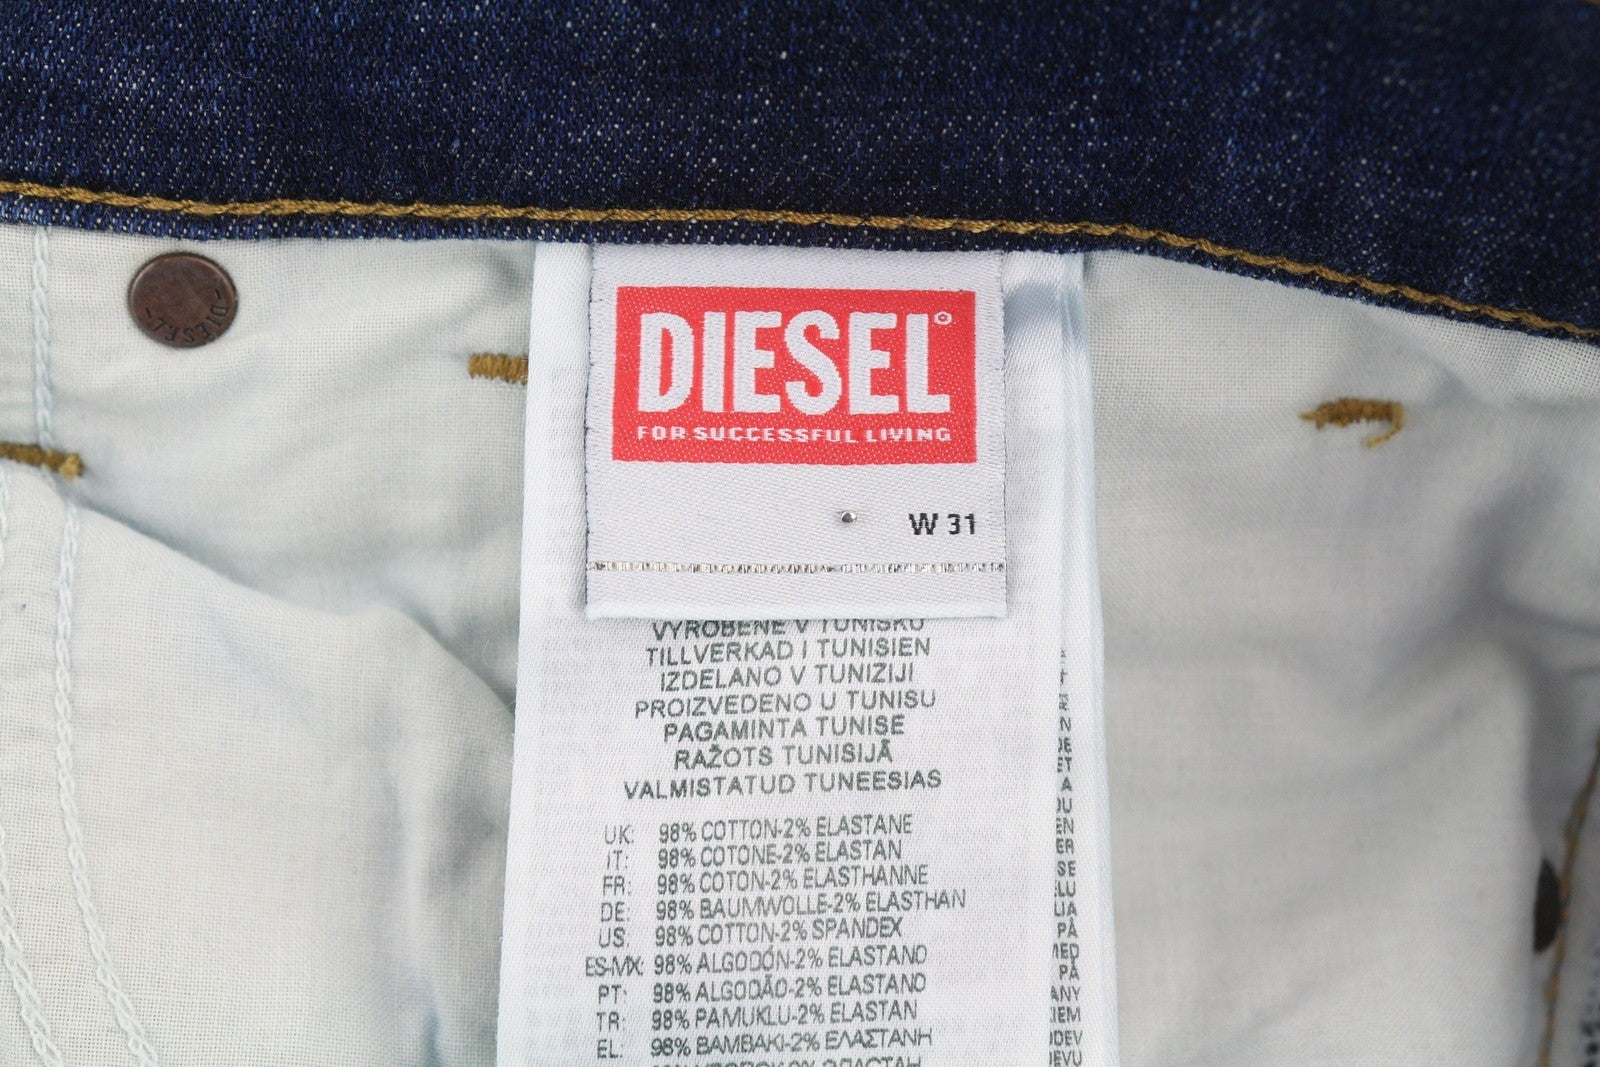 DIESEL
FOR SUCCESSFUL LIVING
W 31
DIESEL
VYROBENE V TUNISKU
TILLVERKAD I TUNISIEN
IZDELANO V TUNIZIJI
PROIZVEDENO U TUNISU
PAGAMINTA TUNISE
RAŽOTS TUNISIJĀ
VALMISTATUD TUNEESIAS
UK: 98% COTTON-2% ELASTANE
IT: 98% COTONE-2% ELASTAN
FR: 98% COTON-2% ELASTHANNE
DE: 98% BAUMWOLLE-2% ELASTHAN
US: 98% COTTON-2% SPANDEX
ES-MX: 98% ALGODÓN-2% ELASTANO
PT: 98% ALGODÃO-2% ELASTANO
TR: 98% PAMUKLU-2% ELASTAN
EL: 98% ΒΑΜΒΑΚΙ-2% ΕΛΑΣΤΑΝΗ